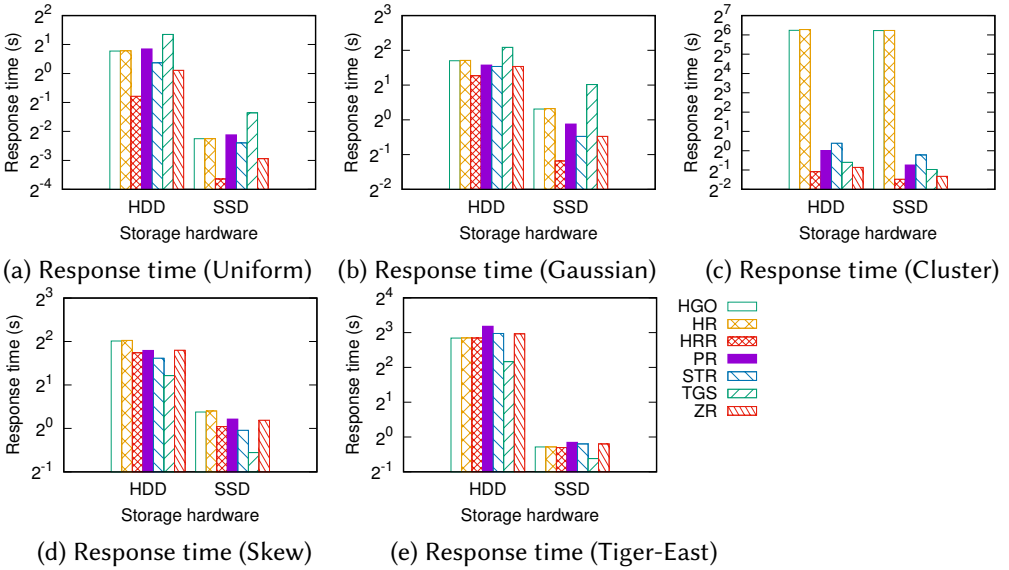 Response time (s)
2^2
2^1
2^0
2^-1
2^-2
2^-3
2^-4
HDD SSD
Storage hardware
(a) Response time (Uniform)
Response time (s)
2^3
2^2
2^1
2^0
2^-1
2^-2
HDD SSD
Storage hardware
(b) Response time (Gaussian)
Response time (s)
2^7
2^6
2^5
2^4
2^3
2^2
2^1
2^0
2^-1
2^-2
HDD SSD
Storage hardware
(c) Response time (Cluster)
Response time (s)
2^3
2^2
2^1
2^0
2^-1
HDD SSD
Storage hardware
(d) Response time (Skew)
Response time (s)
2^4
2^3
2^2
2^1
2^0
2^-1
HDD SSD
Storage hardware
(e) Response time (Tiger-East)
HGO
HR
HRR
PR
STR
TGS
ZR